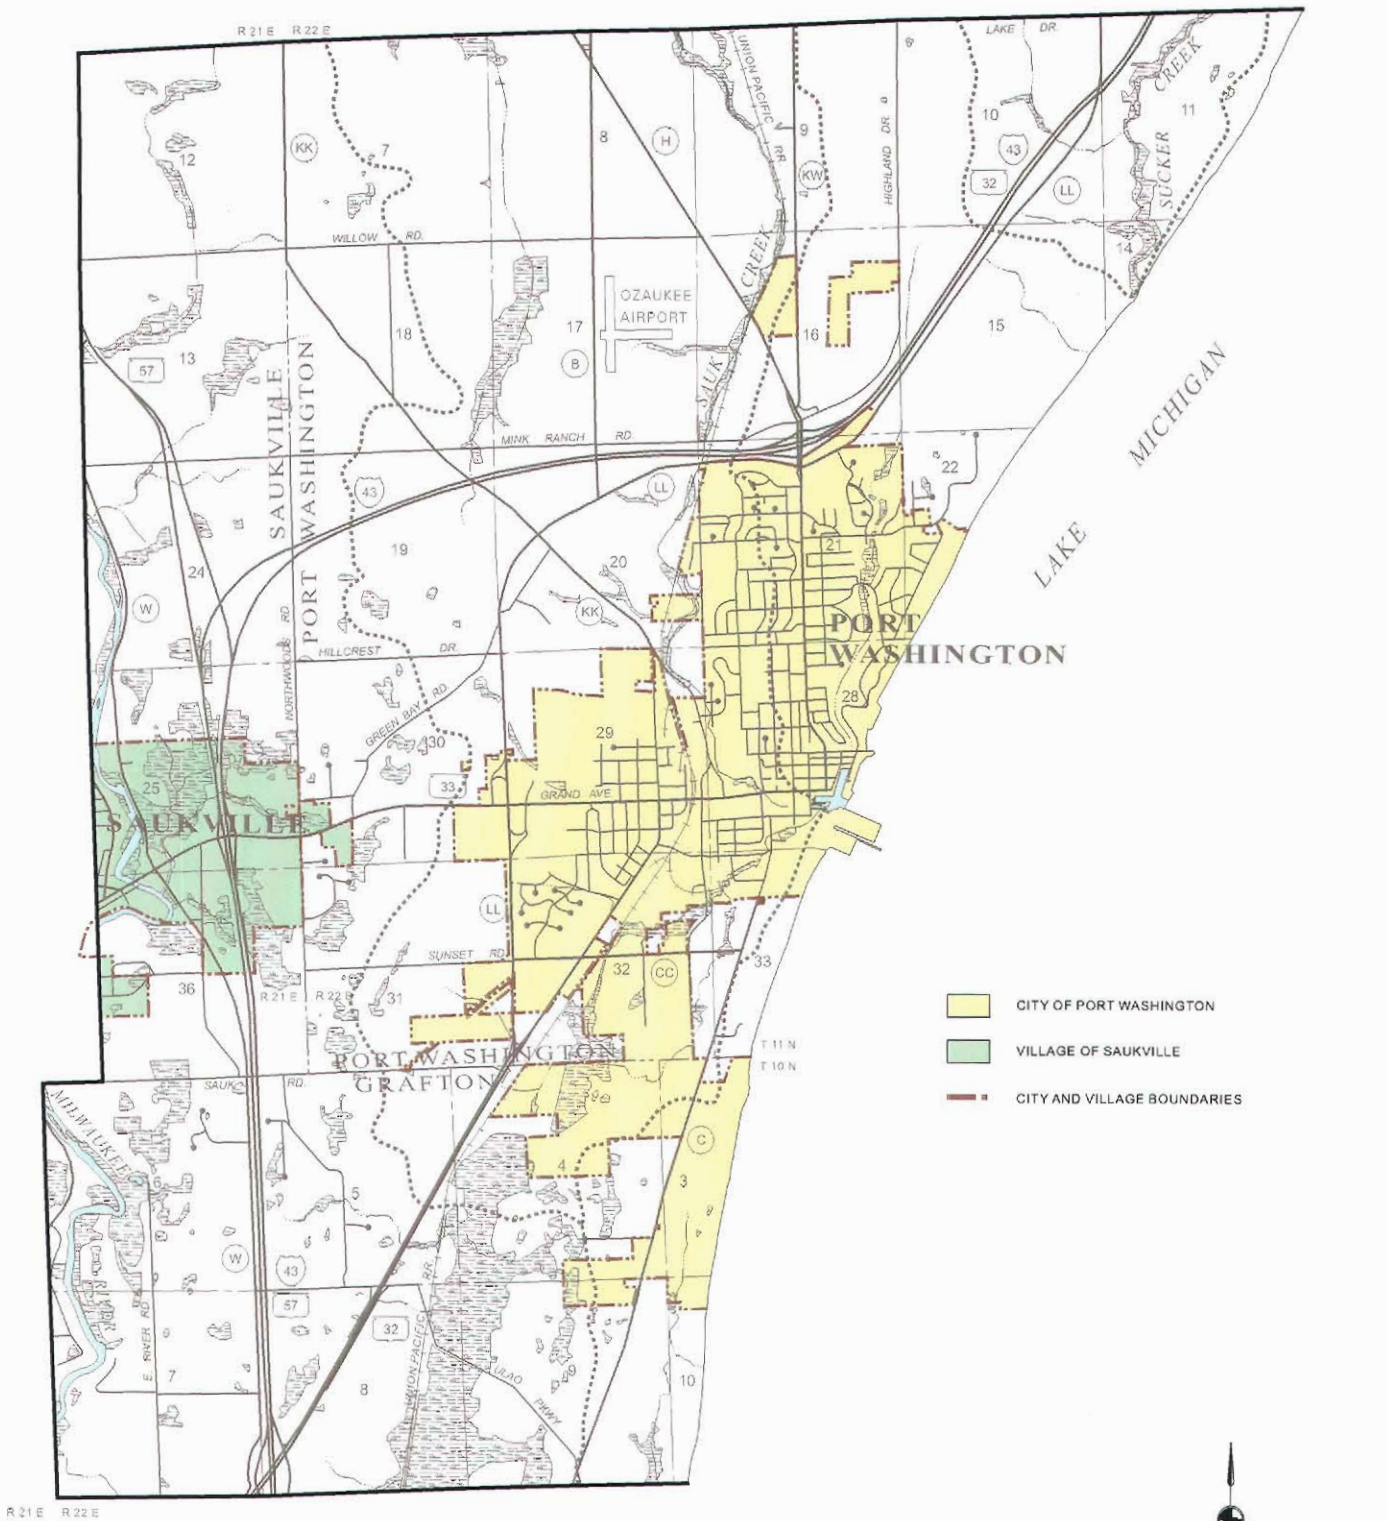 R 21 E R 22 E
LAKE DR.
UNION PACIFIC RR.
CREEK
SUCKER
11
10
9
8
7
12
KK
H
KW
HIGHLAND DR.
43
32
LL
14
WILLOW RD.
CREEK
SAUK
OZAUKEE
AIRPORT
15
16
17
18
13
57
B
SAUKVILLE
PORT WASHINGTON
MINK RANCH RD.
LAKE MICHIGAN
22
43
LL
19
20
21
24
W
KK
NORTHWOODS RD.
HILLCREST DR.
PORT
WASHINGTON
28
29
30
GREEN BAY RD.
33
25
GRAND AVE.
SAUKVILLE
LL
SUNSET RD.
32
CC
33
31
36
R 21 E R 22 E
CITY OF PORT WASHINGTON
VILLAGE OF SAUKVILLE
CITY AND VILLAGE BOUNDARIES
T 11 N
T 10 N
PORT WASHINGTON
GRAFTON
SAUK RD.
MILWAUKEE
RIVER
C
4
3
5
6
W
43
57
32
E. RIVER RD.
UNION PACIFIC RR.
ULAO PKWY
7
8
9
10
R 21 E R 22 E